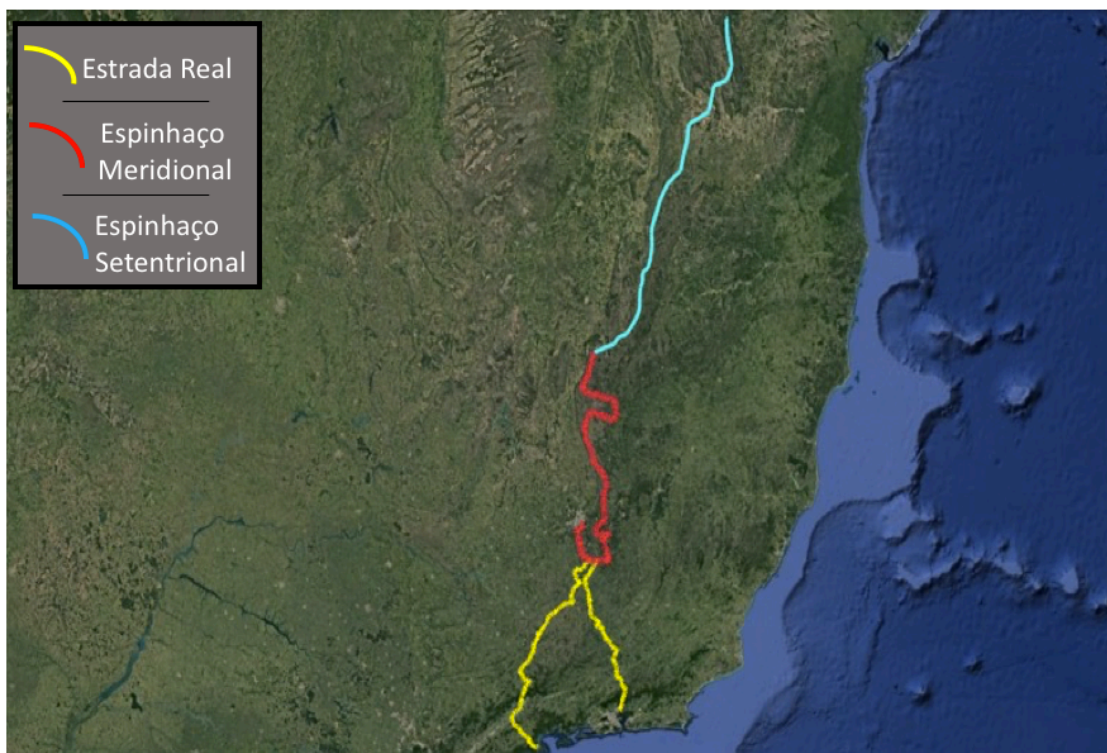 Estrada Real
Espinhaço
Meridional
Espinhaço
Setentrional